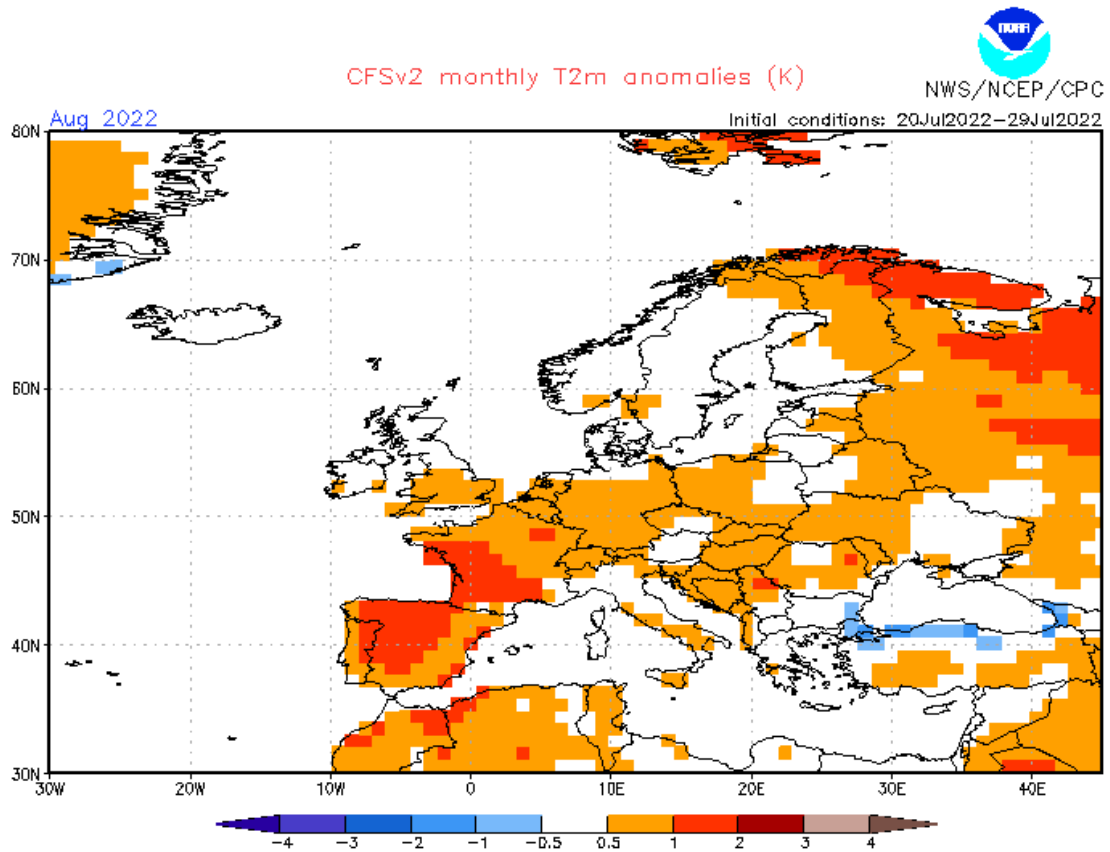 NOAA
CFSv2 monthly T2m anomalies (K)
NWS/NCEP/CPC
Aug 2022
Initial conditions: 20Jul2022-29Jul2022
80N
70N
60N
50N
40N
30N
30W 20W 10W 0 10E 20E 30E 40E
-4 -3 -2 -1 -0.5 0.5 1 2 3 4